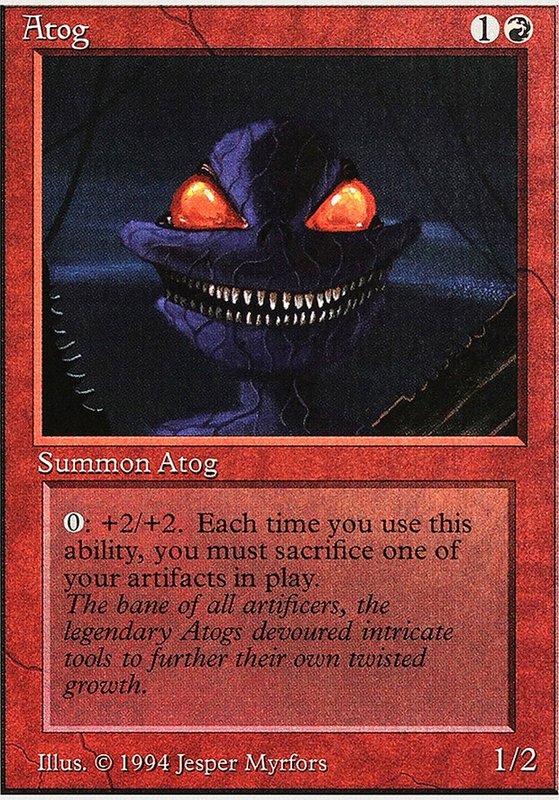 Atog
1
Summon Atog
0: +2/+2. Each time you use this
ability, you must sacrifice one of
your artifacts in play.
The bane of all artificers, the
legendary Atogs devoured intricate
tools to further their own twisted
growth.
Illus. © 1994 Jesper Myrfors
1/2